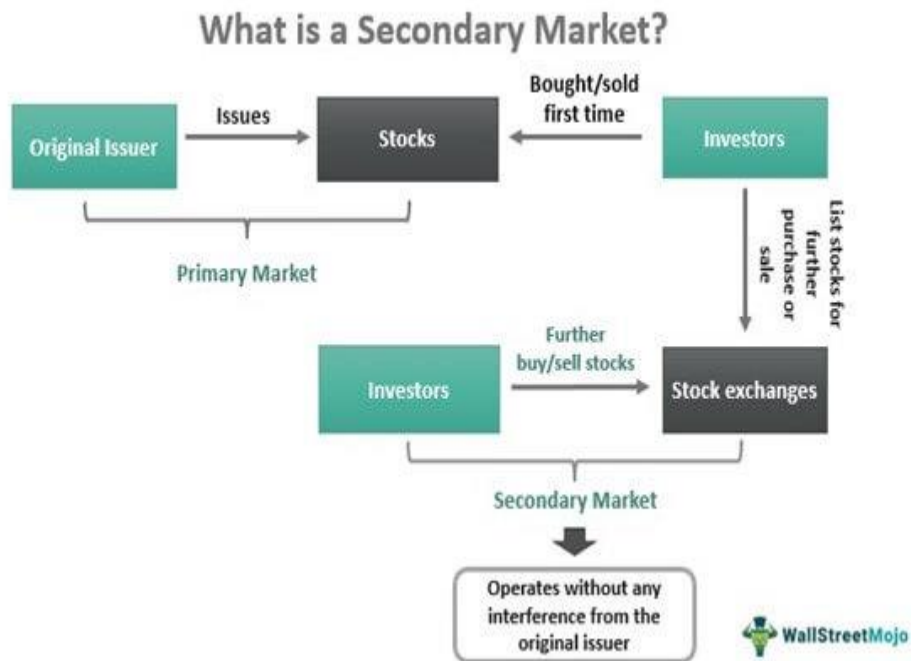 What is a Secondary Market?
Original Issuer
Issues
Stocks
Bought/sold
first time
Investors
List stocks for
further
purchase or
sale
Primary Market
Investors
Further
buy/sell stocks
Stock exchanges
Secondary Market
Operates without any
interference from the
original issuer
WallStreetMojo